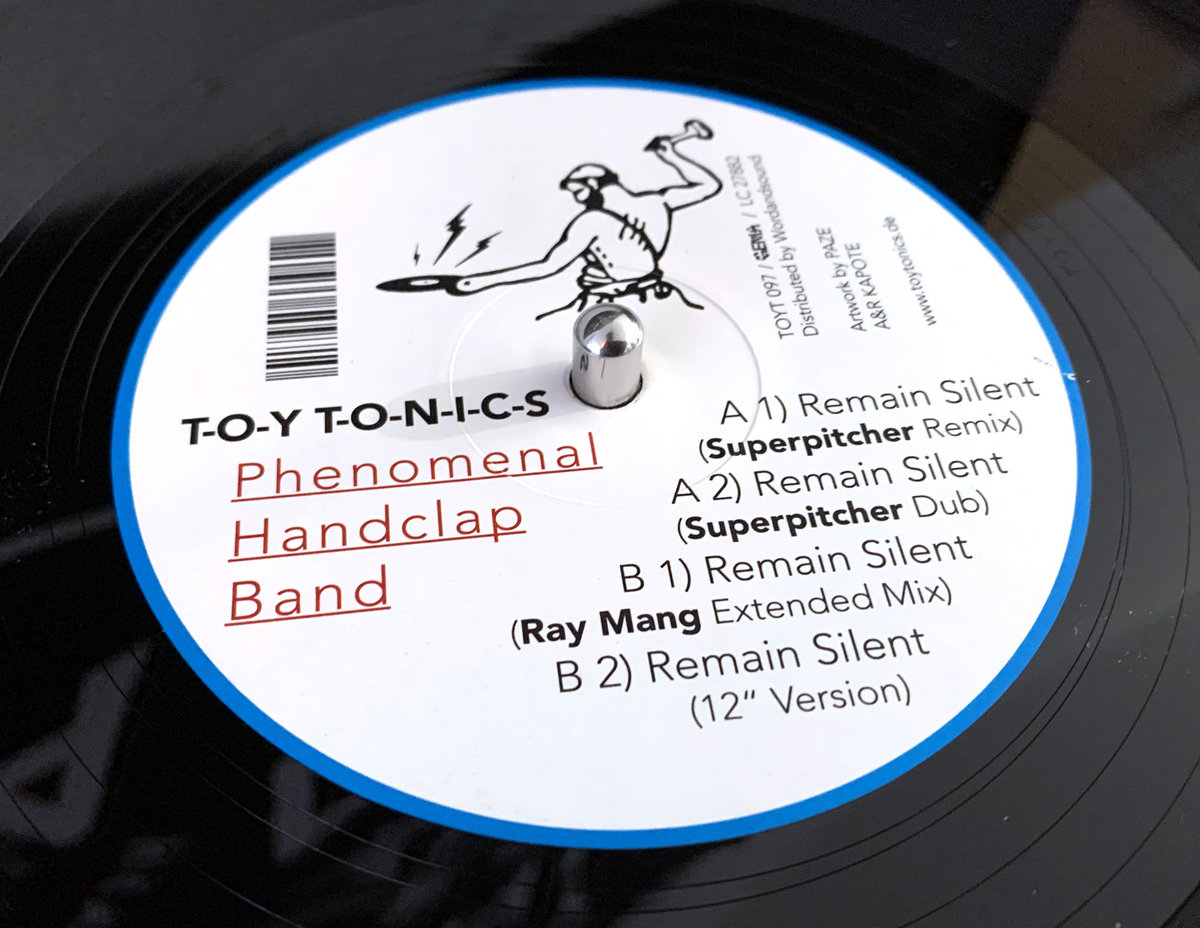 T-O-Y T-O-N-I-C-S
Phenomenal
Handclap
Band
TOYT 097 / GEMA / LC 27882
Distributed by Wordandsound
Artwork by PAZE
A&R KAPOTE
www.toytonics.de
A 1) Remain Silent
(Superpitcher Remix)
A 2) Remain Silent
(Superpitcher Dub)
B 1) Remain Silent
(Ray Mang Extended Mix)
B 2) Remain Silent
(12" Version)
N